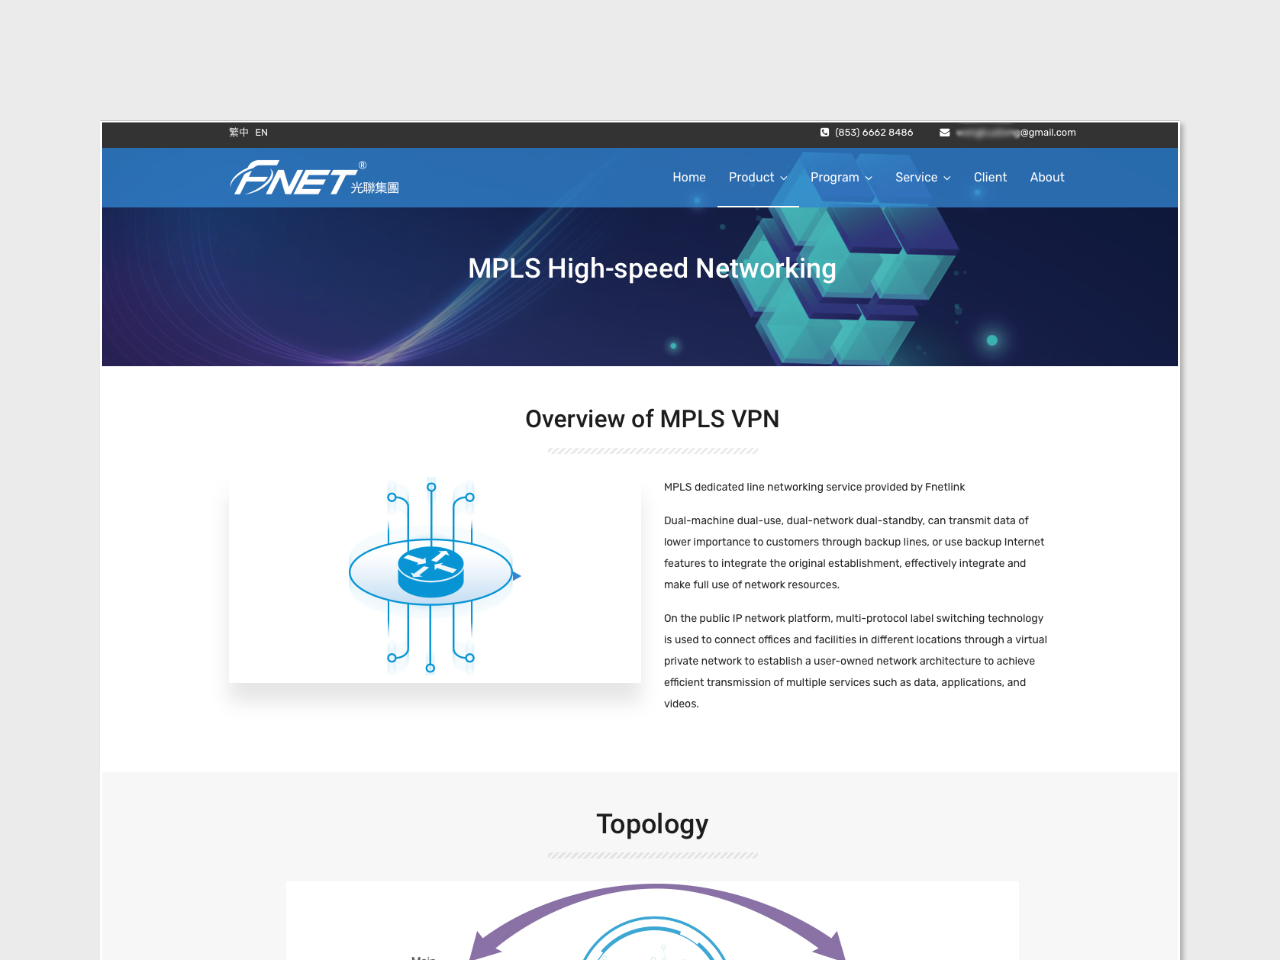 繁中 EN
(853) 6662 8486
@gmail.com
FNET®
光聯集團
Home Product Program Service Client About
MPLS High-speed Networking
Overview of MPLS VPN
MPLS dedicated line networking service provided by Fnetlink
Dual-machine dual-use, dual-network dual-standby, can transmit data of
lower importance to customers through backup lines, or use backup Internet
features to integrate the original establishment, effectively integrate and
make full use of network resources.
On the public IP network platform, multi-protocol label switching technology
is used to connect offices and facilities in different locations through a virtual
private network to establish a user-owned network architecture to achieve
efficient transmission of multiple services such as data, applications, and
videos.
Topology
Main